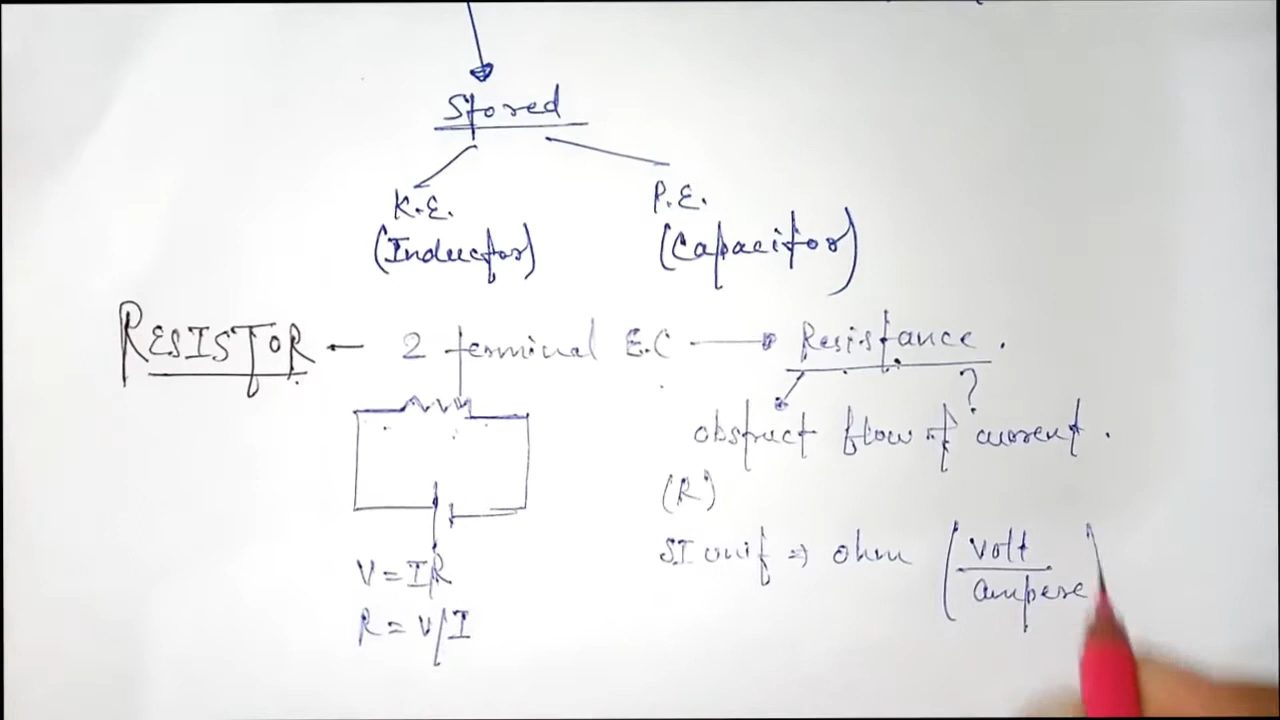 Stored
K.E. P.E.
(Inductor) (Capacitor)
RESISTOR – 2 terminal E.C → Resistance.
?
obstruct flow of current.
(R)
SI unit ⇒ ohm (volt
ampere)
V = IR
R = V/I